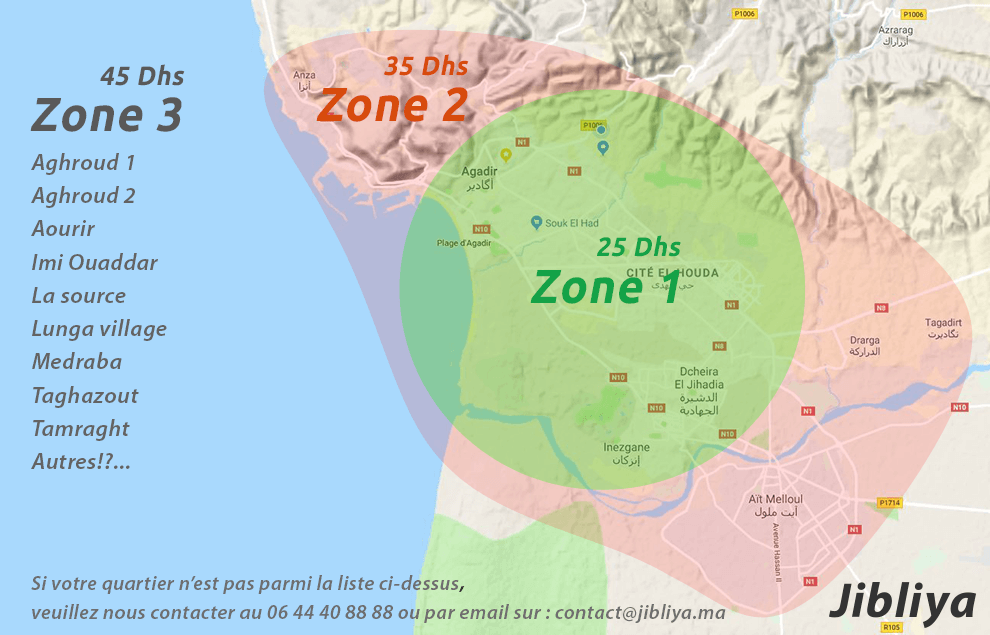 45 Dhs
Zone 3
Aghroud 1
Aghroud 2
Aourir
Imi Ouaddar
La source
Lunga village
Medraba
Taghazout
Tamraght
Autres!?...
35 Dhs
Zone 2
25 Dhs
Zone 1
P1006
P1006
Azrarag
أزراراك
Anza
أنزا
P1006
N1
N1
Agadir
أكادير
Souk El Had
N10
Plage d'Agadir
CITÉ EL HOUDA
حي الهدى
N1
N8
Tagadirt
تكاديرت
Drarga
الدراركة
N8
N10
Dcheira
El Jihadia
الدشيرة
الجهادية
N10
N10
N1
N10
Inezgane
إنزكان
Aït Melloul
أيت ملول
P1714
N1
Avenue Hassan II
N1
R105
Si votre quartier n'est pas parmi la liste ci-dessus,
veuillez nous contacter au 06 44 40 88 88 ou par email sur : contact@jibliya.ma
Jibliya